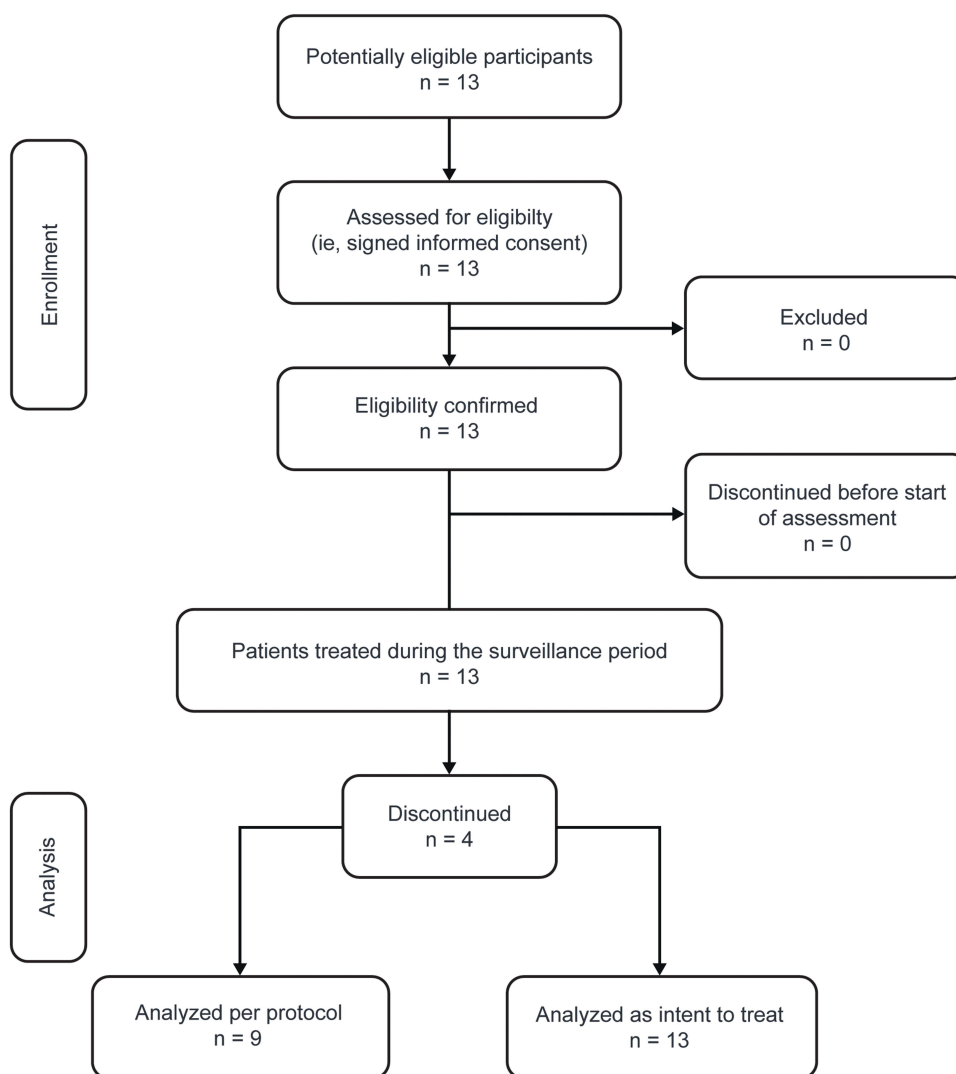 Potentially eligible participants
n = 13
Enrollment
Assessed for eligibilty
(ie, signed informed consent)
n = 13
Excluded
n = 0
Eligibility confirmed
n = 13
Discontinued before start
of assessment
n = 0
Patients treated during the surveillance period
n = 13
Analysis
Discontinued
n = 4
Analyzed per protocol
n = 9
Analyzed as intent to treat
n = 13